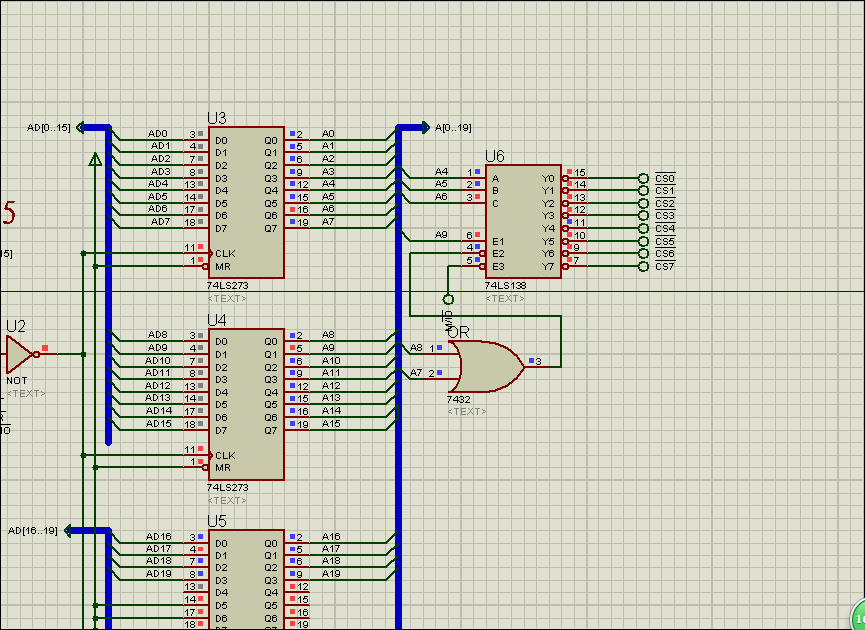 U3
AD[0..15]
A[0..19]
AD0 3 D0 Q0 2 A0
AD1 4 D1 Q1 5 A1
AD2 7 D2 Q2 6 A2
AD3 8 D3 Q3 9 A3
AD4 13 D4 Q4 12 A4
AD5 14 D5 Q5 15 A5
AD6 17 D6 Q6 16 A6
AD7 18 D7 Q7 19 A7
11 CLK
1 MR
74LS273
<TEXT>
U6
A4 1 A Y0 15 CS0
A5 2 B Y1 14 CS1
A6 3 C Y2 13 CS2
Y3 12 CS3
Y4 11 CS4
A9 6 E1 Y5 10 CS5
4 E2 Y6 9 CS6
5 E3 Y7 7 CS7
74LS138
<TEXT>
M/IO
5
15]
U2
NOT
<TEXT>
IO
U4
AD8 3 D0 Q0 2 A8
AD9 4 D1 Q1 5 A9
AD10 7 D2 Q2 6 A10
AD11 8 D3 Q3 9 A11
AD12 13 D4 Q4 12 A12
AD13 14 D5 Q5 15 A13
AD14 17 D6 Q6 16 A14
AD15 18 D7 Q7 19 A15
11 CLK
1 MR
74LS273
<TEXT>
OR
A8 1
3
A7 2
7432
<TEXT>
U5
AD[16..19]
AD16 3 D0 Q0 2 A16
AD17 4 D1 Q1 5 A17
AD18 7 D2 Q2 6 A18
AD19 8 D3 Q3 9 A19
13 D4 Q4 12
14 D5 Q5 15
17 D6 Q6 16
18 D7 Q7 19